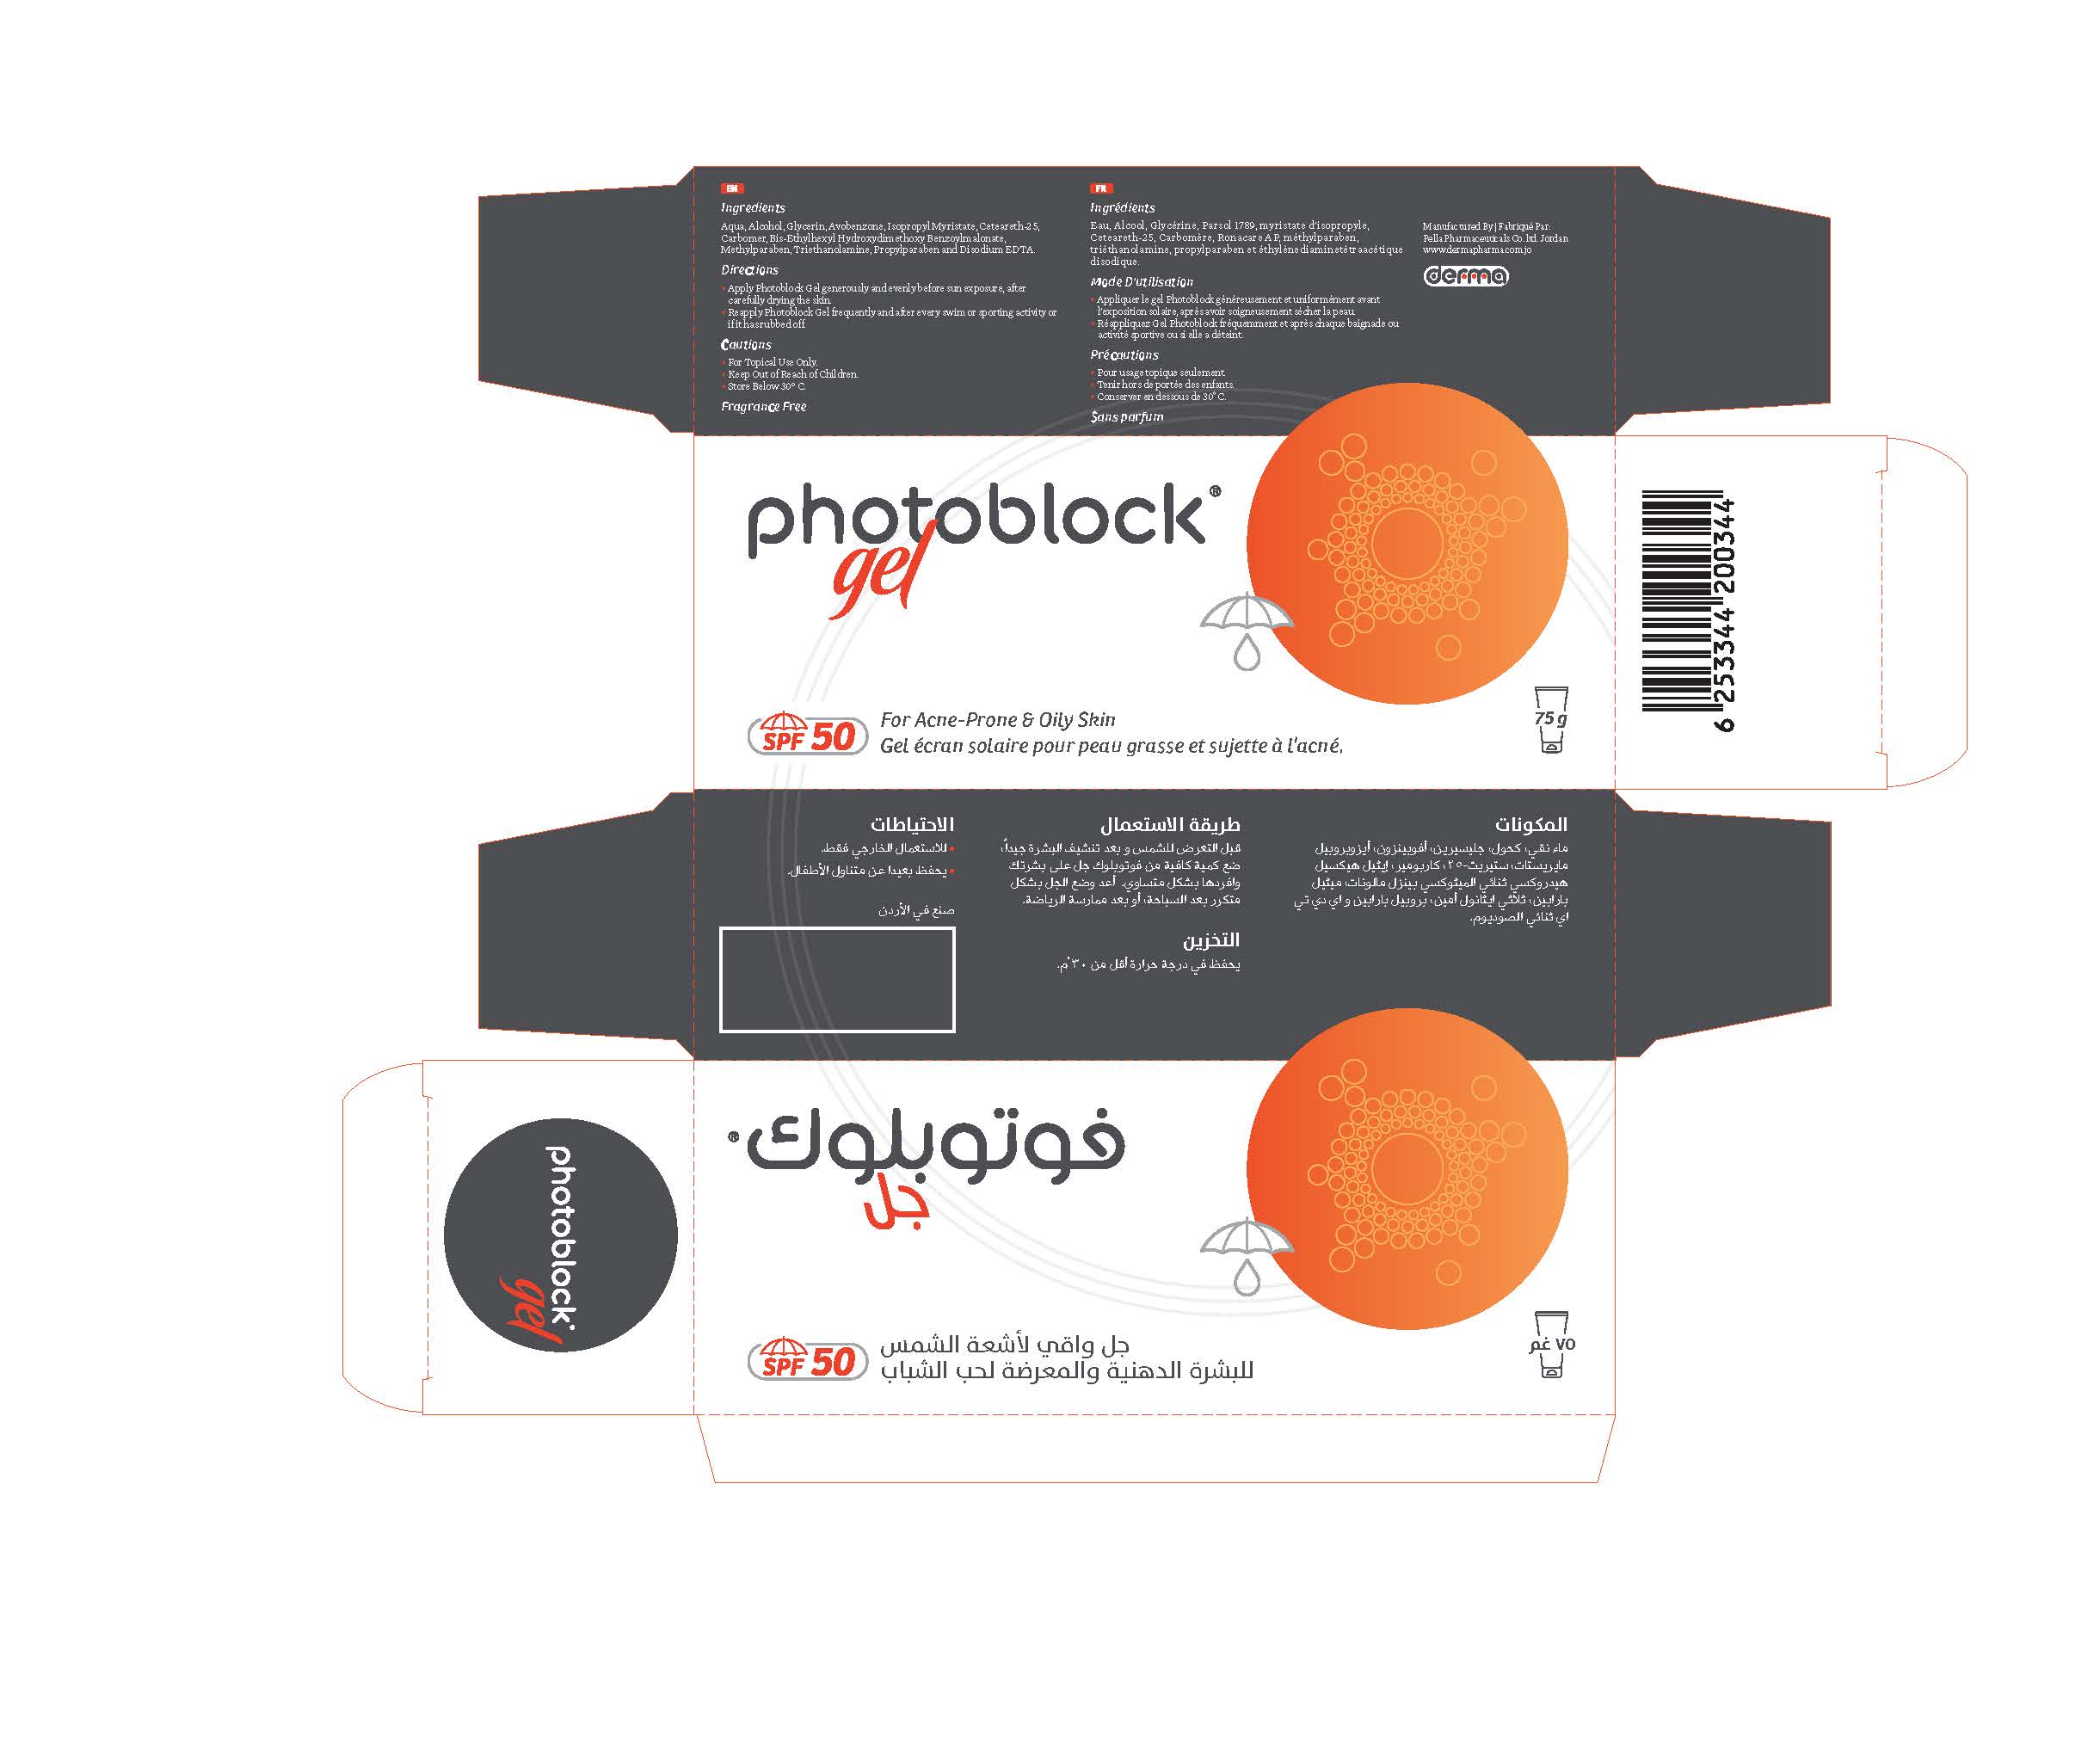 EN
Ingredients
Aqua, Alcohol, Glycerin, Avobenzone, Isopropyl Myristate, Ceteareth-25,
Carbomer, Bis-Ethylhexyl Hydroxydimethoxy Benzoylmalonate,
Methylparaben, Triethanolamine, Propylparaben and Disodium EDTA.
Directions
• Apply Photoblock Gel generously and evenly before sun exposure, after
carefully drying the skin.
• Reapply Photoblock Gel frequently and after every swim or sporting activity or
if it has rubbed off.
Cautions
• For Topical Use Only.
• Keep Out of Reach of Children.
• Store Below 30° C.
Fragrance Free
FR
Ingrédients
Eau, Alcool, Glycérine, Parsol 1789, myristate d'isopropyle,
Ceteareth-25, Carbomère, Ronacare AP, méthylparaben,
triéthanolamine, propylparaben et éthylène diaminetétraacétique
disodique.
Mode D'utilisation
• Appliquer le gel Photoblock généreusement et uniformément avant
l'exposition solaire, après avoir soigneusement sécher la peau.
• Réappliquez Gel Photoblock fréquemment et après chaque baignade ou
activité sportive ou si elle a déteint.
Précautions
• Pour usage topique seulement.
• Tenir hors de portée des enfants.
• Conserver en dessous de 30° C.
Sans parfum
Manufactured By | Fabriqué Par:
Pella Pharmaceuticals Co. ltd. Jordan
www.dermapharma.com.jo
derma
photoblock®
gel
SPF 50
For Acne-Prone & Oily Skin
Gel écran solaire pour peau grasse et sujette à l'acné.
75 g
6 253344 200344
المكونات
ماء نقي، كحول، جليسيرين، أفوبينزون، أيزوبروبيل
مايريستات، ستيريث-٢٥، كاربومير، إيثيل هيكسيل
هيدروكسي ثنائي الميثوكسي بينزل مالونات، ميثيل
بارابين، ثلاثي ايثانول أمين، بروبيل بارابين و اي دي تي
اي ثنائي الصوديوم.
طريقة الاستعمال
قبل التعرض للشمس و بعد تنشيف البشرة جيداً،
ضع كمية كافية من فوتوبلوك جل على بشرتك
وافردها بشكل متساوي. أعد وضع الجل بشكل
متكرر بعد السباحة، أو بعد ممارسة الرياضة.
التخزين
يحفظ في درجة حرارة أقل من ٣٠°م.
الاحتياطات
• للاستعمال الخارجي فقط.
• يحفظ بعيدا عن متناول الأطفال.
صنع في الأردن
فوتوبلوك®
جل
SPF 50
جل واقي لأشعة الشمس
للبشرة الدهنية والمعرضة لحب الشباب
٧٥ غم
photoblock
gel